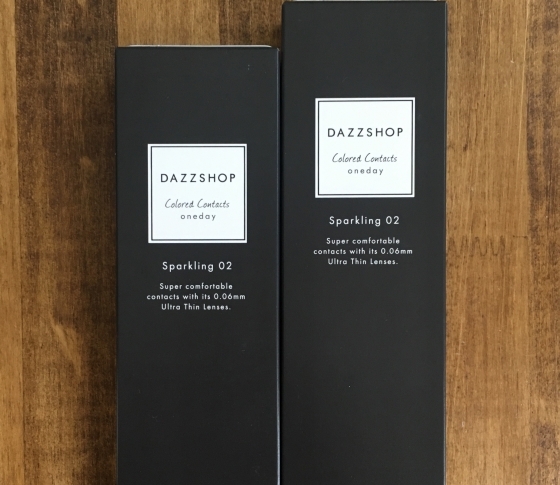 DAZZSHOP
Colored Contacts
oneday
Sparkling 02
Super comfortable
contacts with its 0.06mm
Ultra Thin Lenses.
DAZZSHOP
Colored Contacts
oneday
Sparkling 02
Super comfortable
contacts with its 0.06mm
Ultra Thin Lenses.